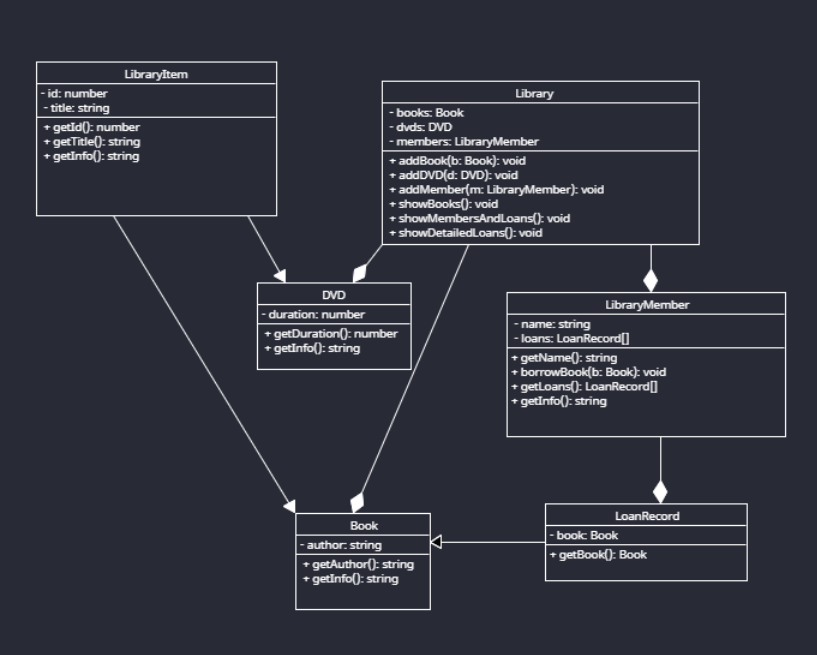 LibraryItem
- id: number
- title: string
+ getId(): number
+ getTitle(): string
+ getInfo(): string
Library
- books: Book
- dvds: DVD
- members: LibraryMember
+ addBook(b: Book): void
+ addDVD(d: DVD): void
+ addMember(m: LibraryMember): void
+ showBooks(): void
+ showMembersAndLoans(): void
+ showDetailedLoans(): void
DVD
- duration: number
+ getDuration(): number
+ getInfo(): string
LibraryMember
- name: string
- loans: LoanRecord[]
+ getName(): string
+ borrowBook(b: Book): void
+ getLoans(): LoanRecord[]
+ getInfo(): string
Book
- author: string
+ getAuthor(): string
+ getInfo(): string
LoanRecord
- book: Book
+ getBook(): Book